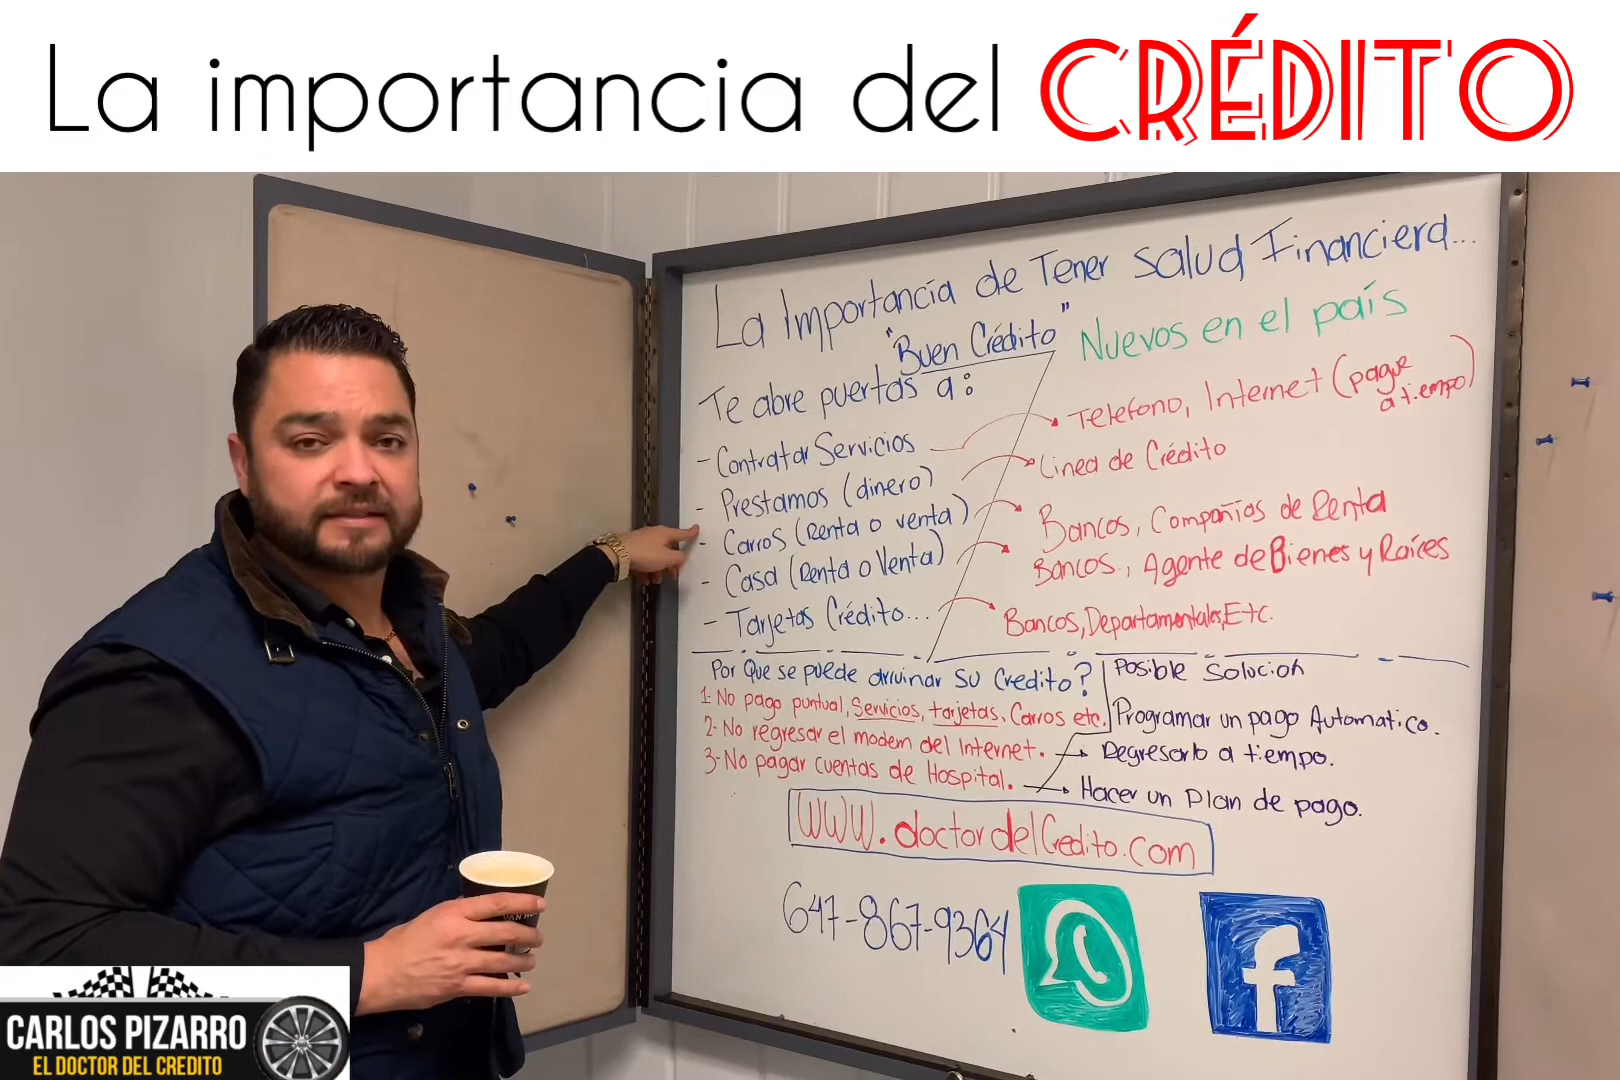 La importancia del CRÉDITO
La Importancia de Tener Salud Financiera...
"Buen Crédito"
Nuevos en el país
Te abre puertas a:
- Contratar Servicios
Telefono, Internet (pague a tiempo)
- Prestamos (dinero)
Linea de Crédito
- Carros (Renta o venta)
Bancos, Compañías de Renta
- Casa (Renta o Venta)
Bancos., Agente de Bienes y Raíces
- Tarjetas Crédito...
Bancos, Departamentales, Etc.
Por Que se puede arruinar su Credito?
Posible Solucion
1- No pago puntual, Servicios, tarjetas, Carros etc.
Programar un pago Automatico.
2- No regresar el modem del Internet.
Regresarlo a tiempo.
3- No pagar cuentas de Hospital.
Hacer un Plan de pago.
WWW.doctordelCredito.com
647-867-9364
f
CARLOS PIZARRO
EL DOCTOR DEL CREDITO